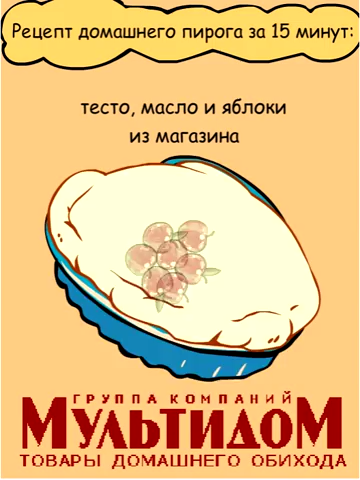 Рецепт домашнего пирога за 15 минут:
тесто, масло и яблоки
из магазина
ГРУППА КОМПАНИЙ
МУЛЬТИДОМ
ТОВАРЫ ДОМАШНЕГО ОБИХОДА